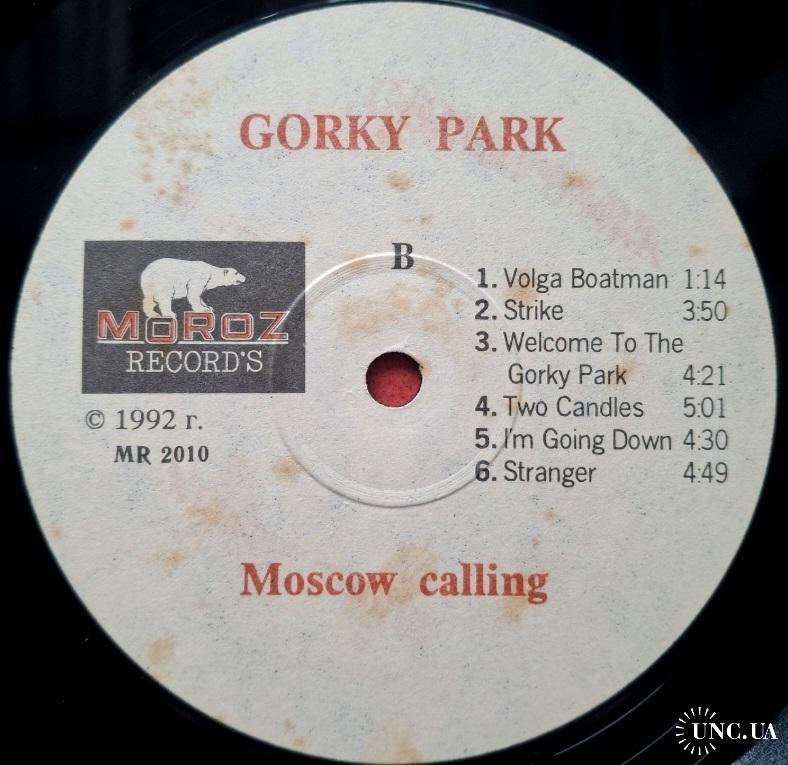 GORKY PARK
B
MOROZ
RECORD'S
© 1992 г.
MR 2010
1. Volga Boatman 1:14
2. Strike 3:50
3. Welcome To The
Gorky Park 4:21
4. Two Candles 5:01
5. I'm Going Down 4:30
6. Stranger 4:49
Moscow calling
UNC.UA